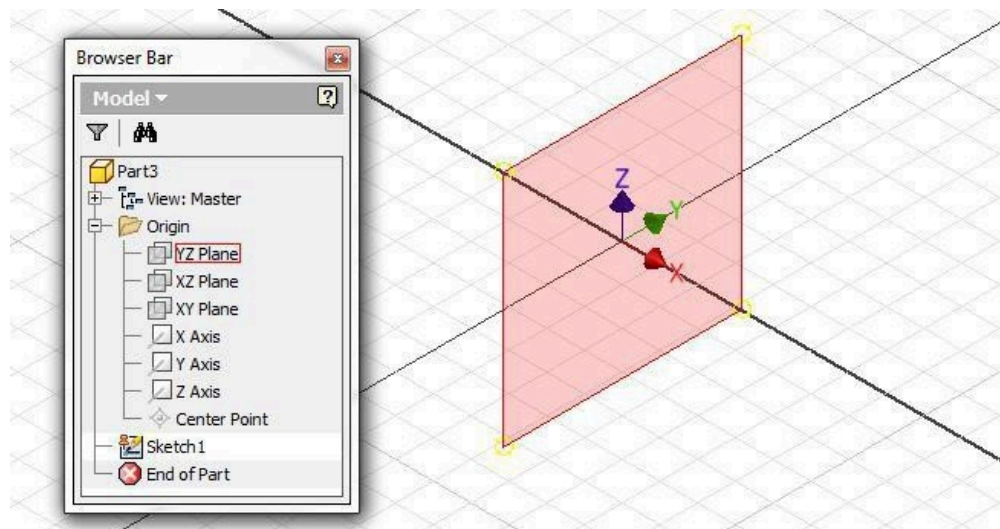 Browser Bar
Model
Part3
View: Master
Origin
YZ Plane
XZ Plane
XY Plane
X Axis
Y Axis
Z Axis
Center Point
Sketch1
End of Part
Z
Y
X